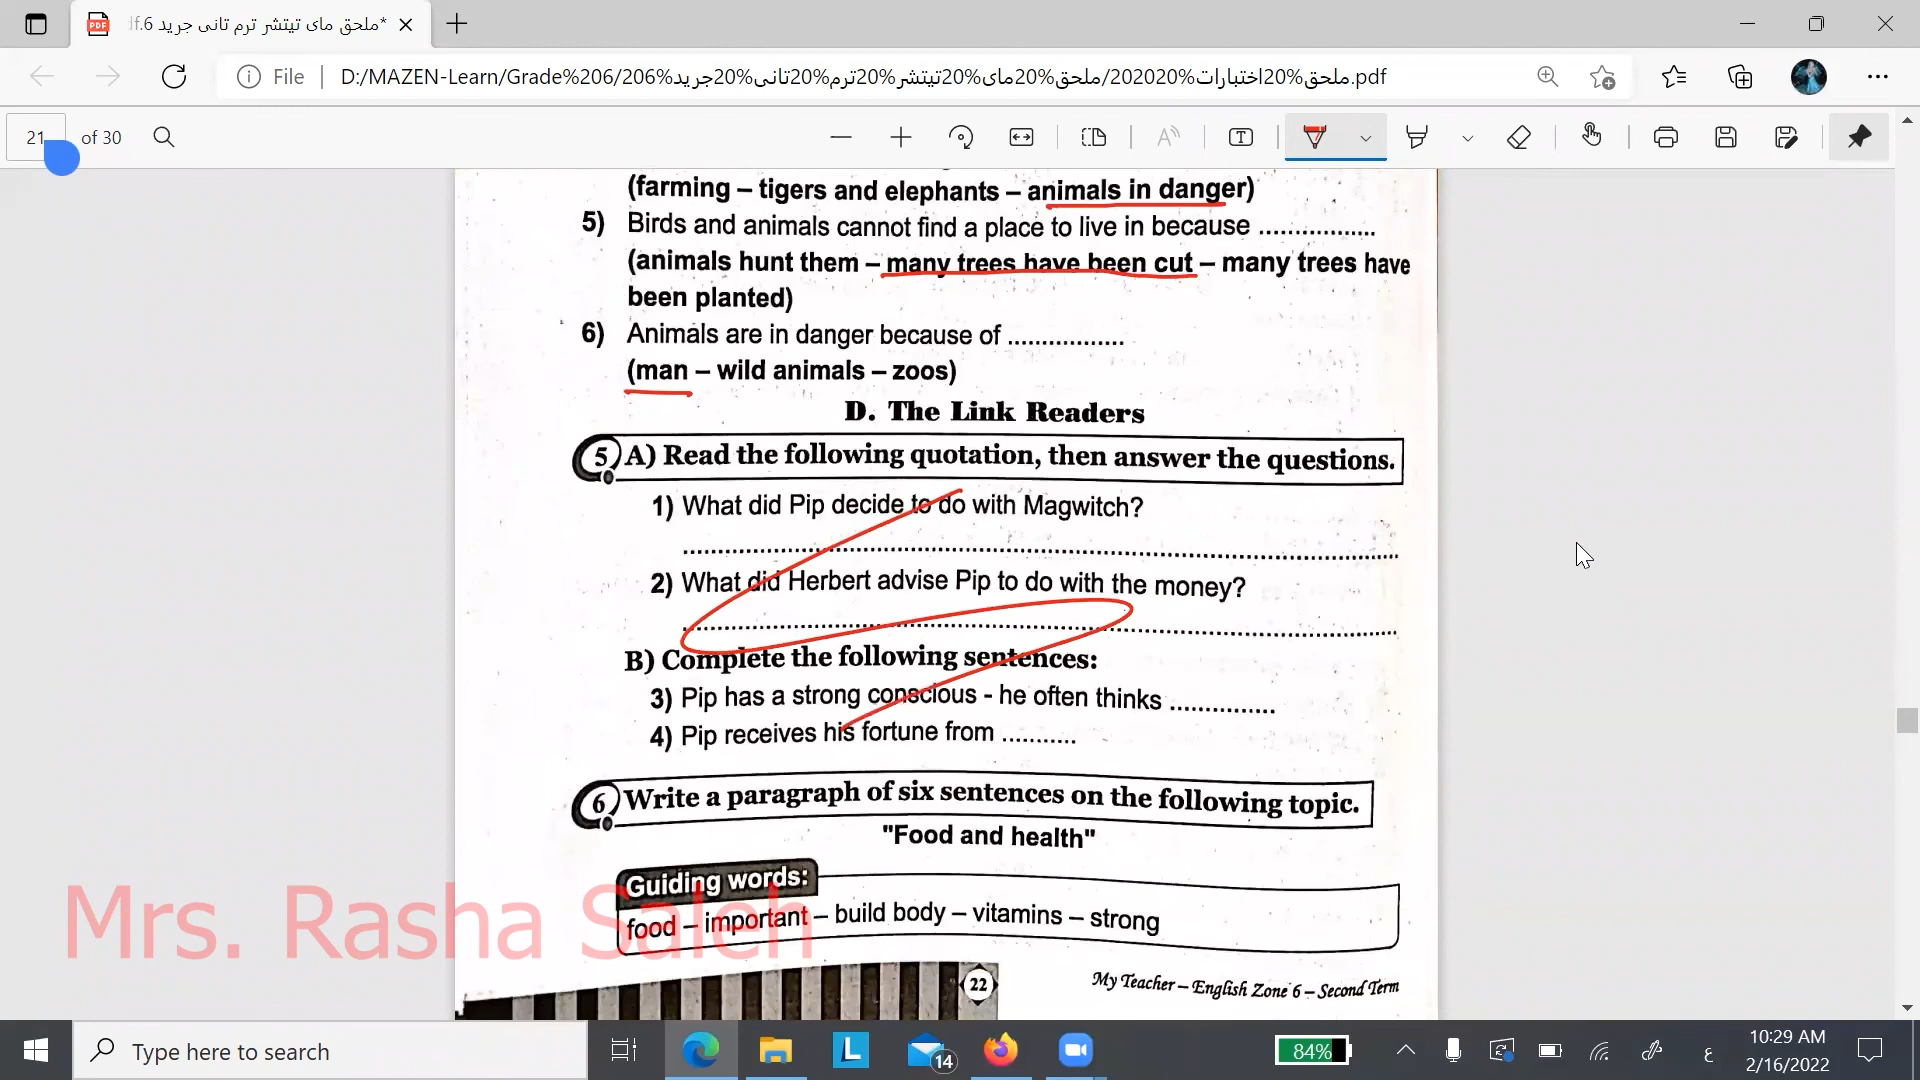 *ملحق ماى تيتشر ترم تانى جريد 6.df
File
D:/MAZEN-Learn/Grade%206/206%ملحق%20ماى%20تيتشر%20ترم%20تانى%20جريد/202020%ملحق%20اختبارات.pdf
21 of 30
(farming – tigers and elephants – animals in danger)
5) Birds and animals cannot find a place to live in because .................
(animals hunt them – many trees have been cut – many trees have
been planted)
6) Animals are in danger because of .................
(man – wild animals – zoos)
D. The Link Readers
5 A) Read the following quotation, then answer the questions.
1) What did Pip decide to do with Magwitch?
2) What did Herbert advise Pip to do with the money?
B) Complete the following sentences:
3) Pip has a strong conscious - he often thinks ...............
4) Pip receives his fortune from ...........
6 Write a paragraph of six sentences on the following topic.
"Food and health"
Guiding words:
food – important – build body – vitamins – strong
Mrs. Rasha Saleh
22
My Teacher – English Zone 6 – Second Term
Type here to search
L
14
84%
ع
10:29 AM
2/16/2022